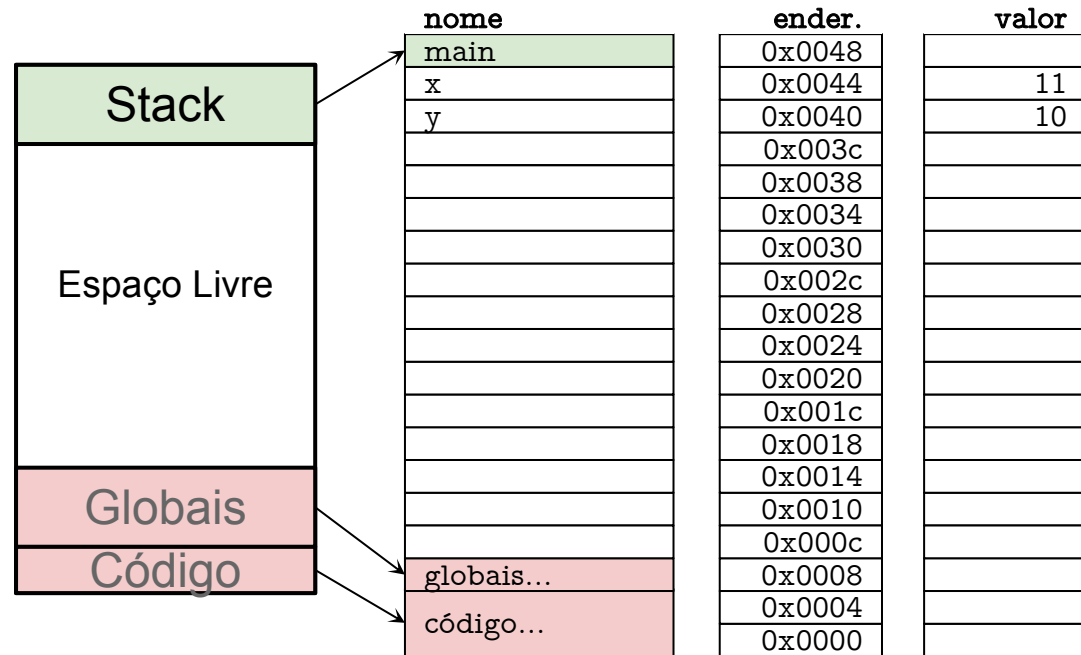 nome ender. valor
main 0x0048
Stack
x 0x0044 11
y 0x0040 10
0x003c
0x0038
0x0034
0x0030
Espaço Livre
0x002c
0x0028
0x0024
0x0020
0x001c
0x0018
0x0014
Globais
0x0010
0x000c
Código
globais... 0x0008
código... 0x0004
0x0000